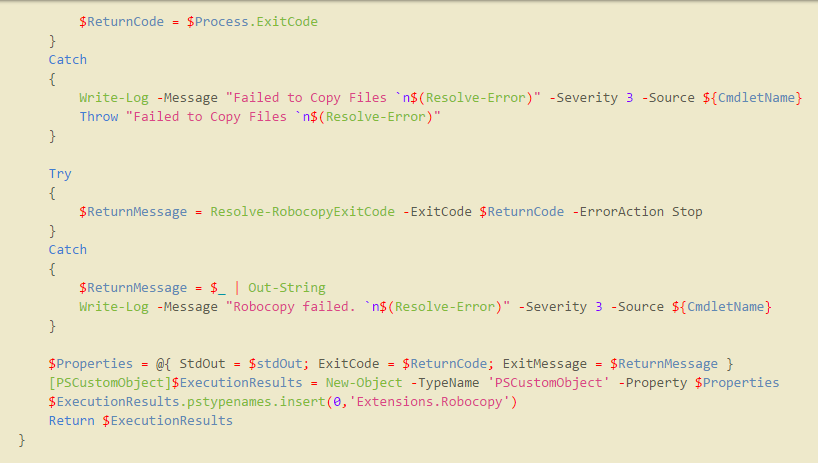 $ReturnCode = $Process.ExitCode
    }
    Catch
    {
        Write-Log -Message "Failed to Copy Files `n$(Resolve-Error)" -Severity 3 -Source ${CmdletName}
        Throw "Failed to Copy Files `n$(Resolve-Error)"
    }

    Try
    {
        $ReturnMessage = Resolve-RobocopyExitCode -ExitCode $ReturnCode -ErrorAction Stop
    }
    Catch
    {
        $ReturnMessage = $_ | Out-String
        Write-Log -Message "Robocopy failed. `n$(Resolve-Error)" -Severity 3 -Source ${CmdletName}
    }

    $Properties = @{ StdOut = $stdOut; ExitCode = $ReturnCode; ExitMessage = $ReturnMessage }
    [PSCustomObject]$ExecutionResults = New-Object -TypeName 'PSCustomObject' -Property $Properties
    $ExecutionResults.pstypenames.insert(0,'Extensions.Robocopy')
    Return $ExecutionResults
}